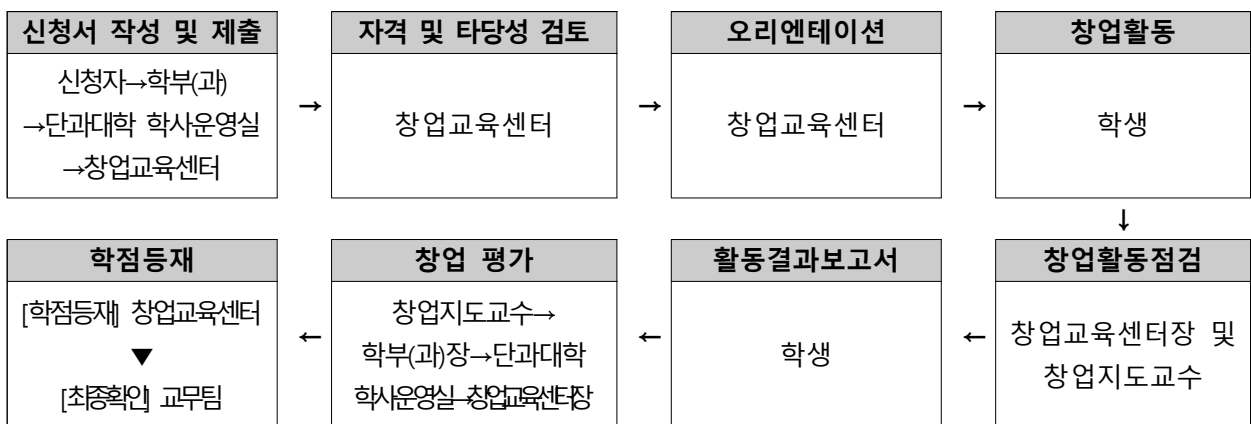 신청서 작성 및 제출
신청자→학부(과)
→단과대학 학사운영실
→창업교육센터
→
자격 및 타당성 검토
창업교육센터
→
오리엔테이션
창업교육센터
→
창업활동
학생
↓
창업활동점검
창업교육센터장 및
창업지도교수
←
활동결과보고서
학생
←
창업 평가
창업지도교수→
학부(과)장→단과대학
학사운영실→창업교육센터장
←
학점등재
[학점등재] 창업교육센터
▼
[최종확인] 교무팀